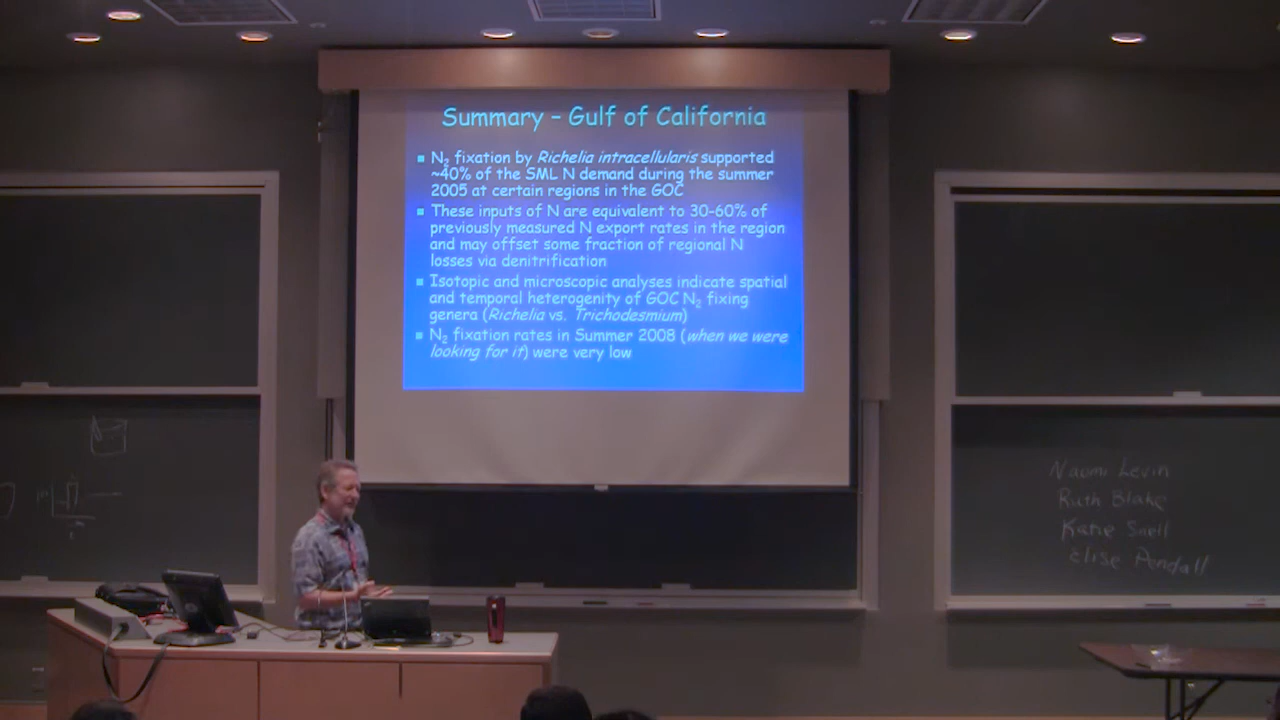 Summary – Gulf of California
▪ N₂ fixation by Richelia intracellularis supported
~40% of the SML N demand during the summer
2005 at certain regions in the GOC
▪ These inputs of N are equivalent to 30-60% of
previously measured N export rates in the region
and may offset some fraction of regional N
losses via denitrification
▪ Isotopic and microscopic analyses indicate spatial
and temporal heterogenity of GOC N₂ fixing
genera (Richelia vs. Trichodesmium)
▪ N₂ fixation rates in Summer 2008 (when we were
looking for it) were very low
Naomi Levin
Ruth Blake
Katie Snell
Elise Pendall